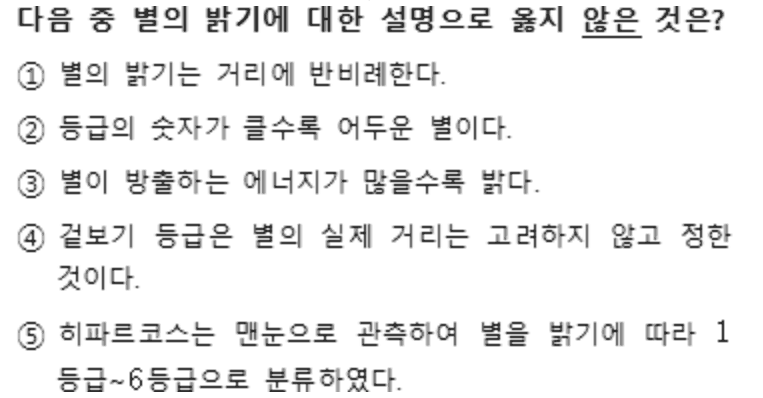 다음 중 별의 밝기에 대한 설명으로 옳지 않은 것은?
① 별의 밝기는 거리에 반비례한다.
② 등급의 숫자가 클수록 어두운 별이다.
③ 별이 방출하는 에너지가 많을수록 밝다.
④ 겉보기 등급은 별의 실제 거리는 고려하지 않고 정한
것이다.
⑤ 히파르코스는 맨눈으로 관측하여 별을 밝기에 따라 1
등급~6등급으로 분류하였다.